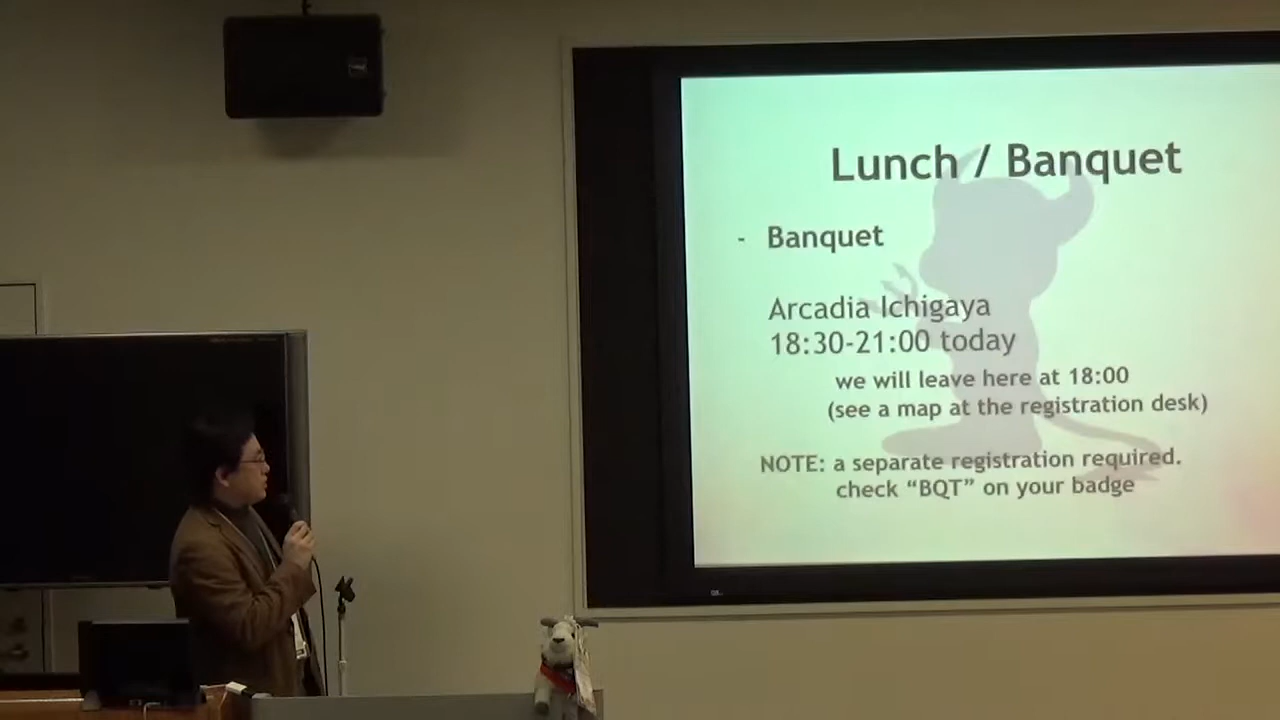 Lunch / Banquet
- Banquet
Arcadia Ichigaya
18:30-21:00 today
we will leave here at 18:00
(see a map at the registration desk)
NOTE: a separate registration required.
check “BQT” on your badge